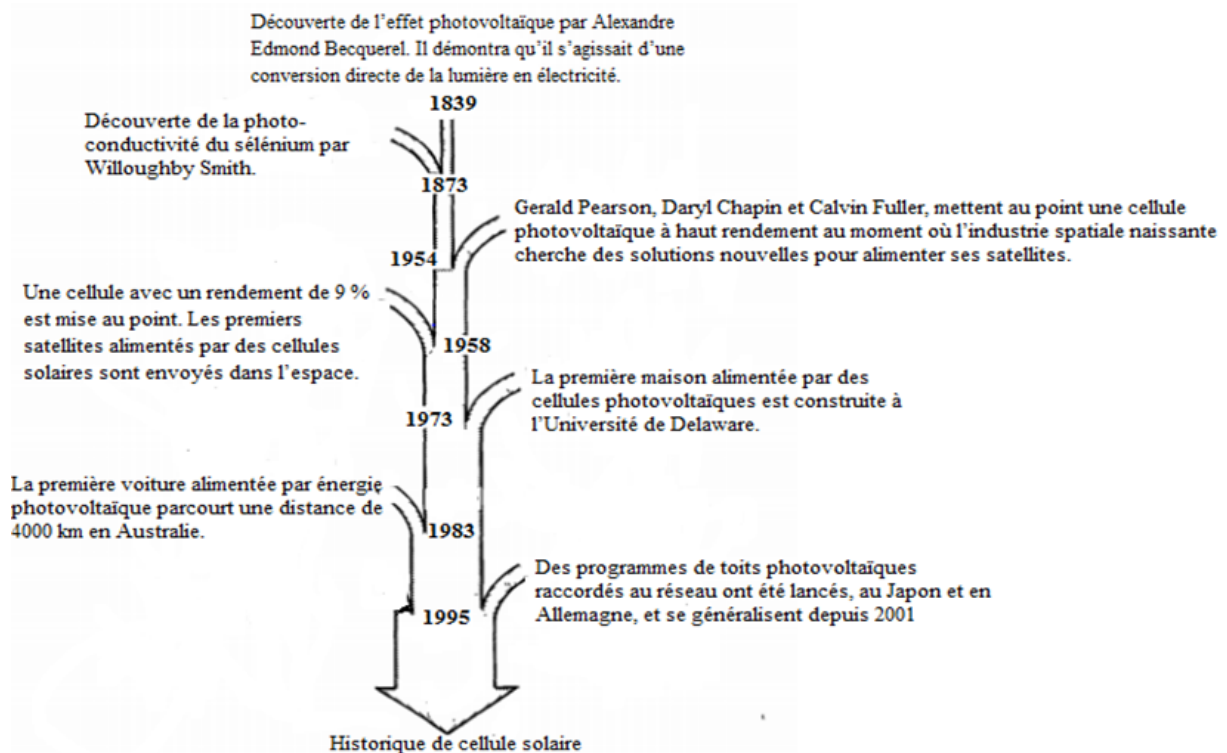 Découverte de l'effet photovoltaïque par Alexandre
Edmond Becquerel. Il démontra qu'il s'agissait d'une
conversion directe de la lumière en électricité.
1839
Découverte de la photo-
conductivité du sélénium par
Willoughby Smith.
1873
Gerald Pearson, Daryl Chapin et Calvin Fuller, mettent au point une cellule
photovoltaïque à haut rendement au moment où l'industrie spatiale naissante
cherche des solutions nouvelles pour alimenter ses satellites.
1954
Une cellule avec un rendement de 9 %
est mise au point. Les premiers
satellites alimentés par des cellules
solaires sont envoyés dans l'espace.
1958
La première maison alimentée par des
cellules photovoltaïques est construite à
l'Université de Delaware.
1973
La première voiture alimentée par énergie
photovoltaïque parcourt une distance de
4000 km en Australie.
1983
Des programmes de toits photovoltaïques
raccordés au réseau ont été lancés, au Japon et en
Allemagne, et se généralisent depuis 2001
1995
Historique de cellule solaire